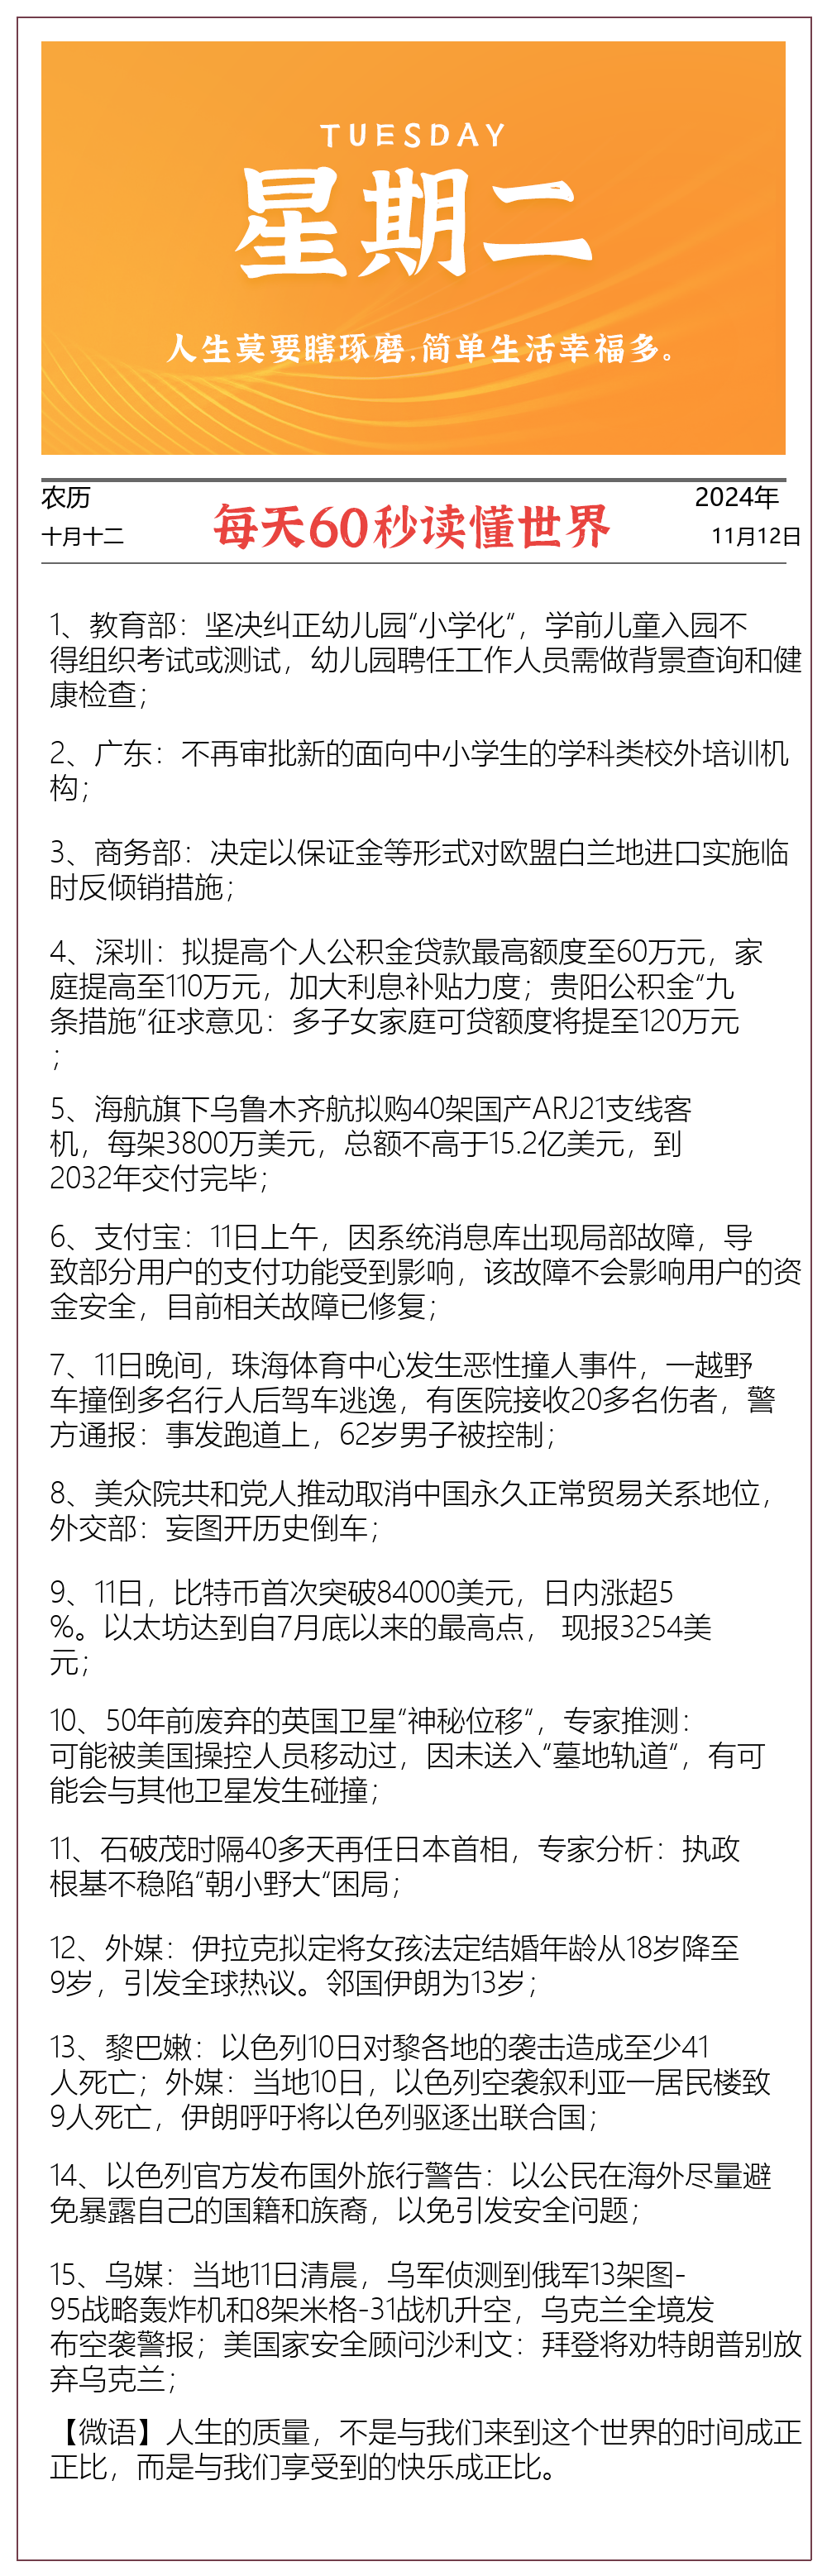 TUESDAY
星期二
人生莫要瞎琢磨,简单生活幸福多。
农历
十月十二
每天60秒读懂世界
2024年
11月12日
1、教育部：坚决纠正幼儿园“小学化“，学前儿童入园不
得组织考试或测试，幼儿园聘任工作人员需做背景查询和健
康检查；
2、广东：不再审批新的面向中小学生的学科类校外培训机
构；
3、商务部：决定以保证金等形式对欧盟白兰地进口实施临
时反倾销措施；
4、深圳：拟提高个人公积金贷款最高额度至60万元，家
庭提高至110万元，加大利息补贴力度；贵阳公积金“九
条措施“征求意见：多子女家庭可贷额度将提至120万元
；
5、海航旗下乌鲁木齐航拟购40架国产ARJ21支线客
机，每架3800万美元，总额不高于15.2亿美元，到
2032年交付完毕；
6、支付宝：11日上午，因系统消息库出现局部故障，导
致部分用户的支付功能受到影响，该故障不会影响用户的资
金安全，目前相关故障已修复；
7、11日晚间，珠海体育中心发生恶性撞人事件，一越野
车撞倒多名行人后驾车逃逸，有医院接收20多名伤者，警
方通报：事发跑道上，62岁男子被控制；
8、美众院共和党人推动取消中国永久正常贸易关系地位，
外交部：妄图开历史倒车；
9、11日，比特币首次突破84000美元，日内涨超5
%。以太坊达到自7月底以来的最高点， 现报3254美
元；
10、50年前废弃的英国卫星“神秘位移“，专家推测：
可能被美国操控人员移动过，因未送入“墓地轨道“，有可
能会与其他卫星发生碰撞；
11、石破茂时隔40多天再任日本首相，专家分析：执政
根基不稳陷“朝小野大“困局；
12、外媒：伊拉克拟定将女孩法定结婚年龄从18岁降至
9岁，引发全球热议。邻国伊朗为13岁；
13、黎巴嫩：以色列10日对黎各地的袭击造成至少41
人死亡；外媒：当地10日，以色列空袭叙利亚一居民楼致
9人死亡，伊朗呼吁将以色列驱逐出联合国；
14、以色列官方发布国外旅行警告：以公民在海外尽量避
免暴露自己的国籍和族裔，以免引发安全问题；
15、乌媒：当地11日清晨，乌军侦测到俄军13架图-
95战略轰炸机和8架米格-31战机升空，乌克兰全境发
布空袭警报；美国家安全顾问沙利文：拜登将劝特朗普别放
弃乌克兰；
【微语】人生的质量，不是与我们来到这个世界的时间成正
正比，而是与我们享受到的快乐成正比。